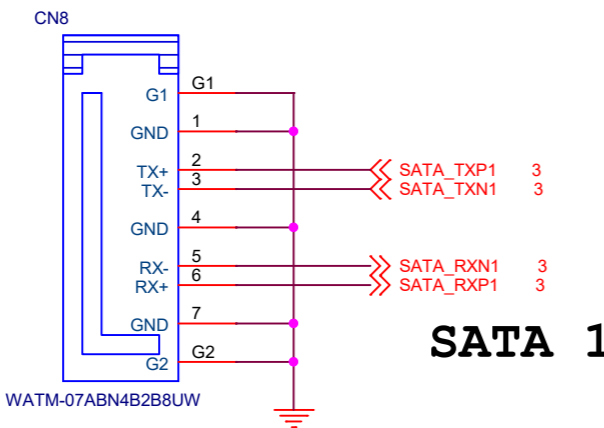 CN8
G1 G1
GND 1
TX+ 2 SATA_TXP1 3
TX- 3 SATA_TXN1 3
GND 4
RX- 5 SATA_RXN1 3
RX+ 6 SATA_RXP1 3
GND 7
SATA 1
G2 G2
WATM-07ABN4B2B8UW